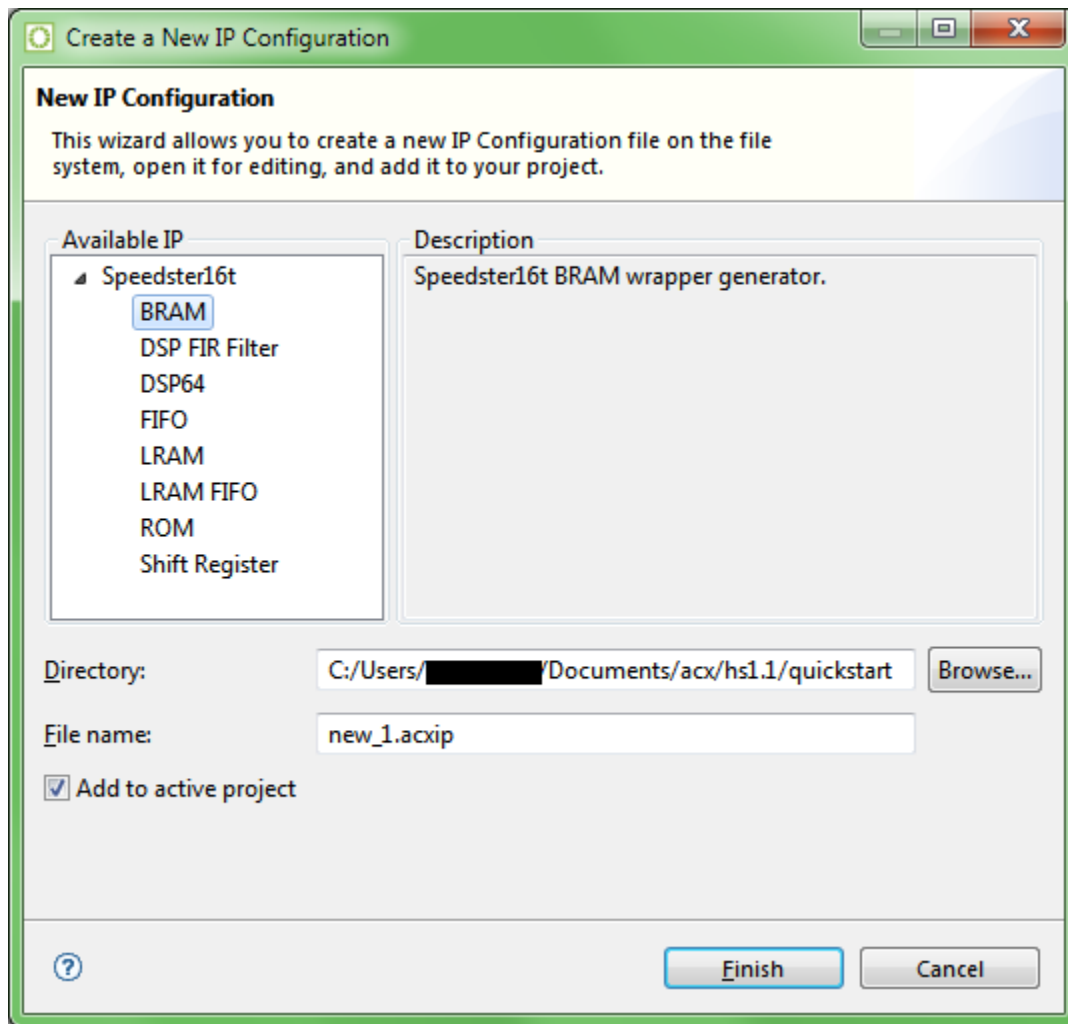 Create a New IP Configuration
New IP Configuration
This wizard allows you to create a new IP Configuration file on the file
system, open it for editing, and add it to your project.
Available IP
Speedster16t
BRAM
DSP FIR Filter
DSP64
FIFO
LRAM
LRAM FIFO
ROM
Shift Register
Description
Speedster16t BRAM wrapper generator.
Directory: C:/Users/ /Documents/acx/hs1.1/quickstart Browse...
File name: new_1.acxip
Add to active project
? Finish Cancel